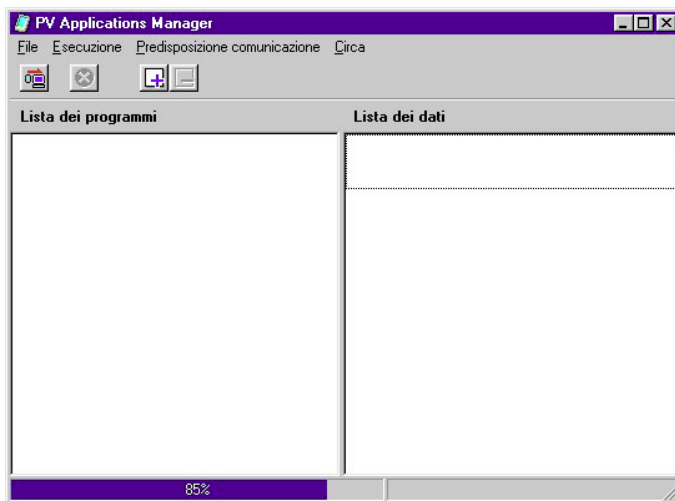 PV Applications Manager
File Esecuzione Predisposizione comunicazione Circa
Lista dei programmi Lista dei dati
85%